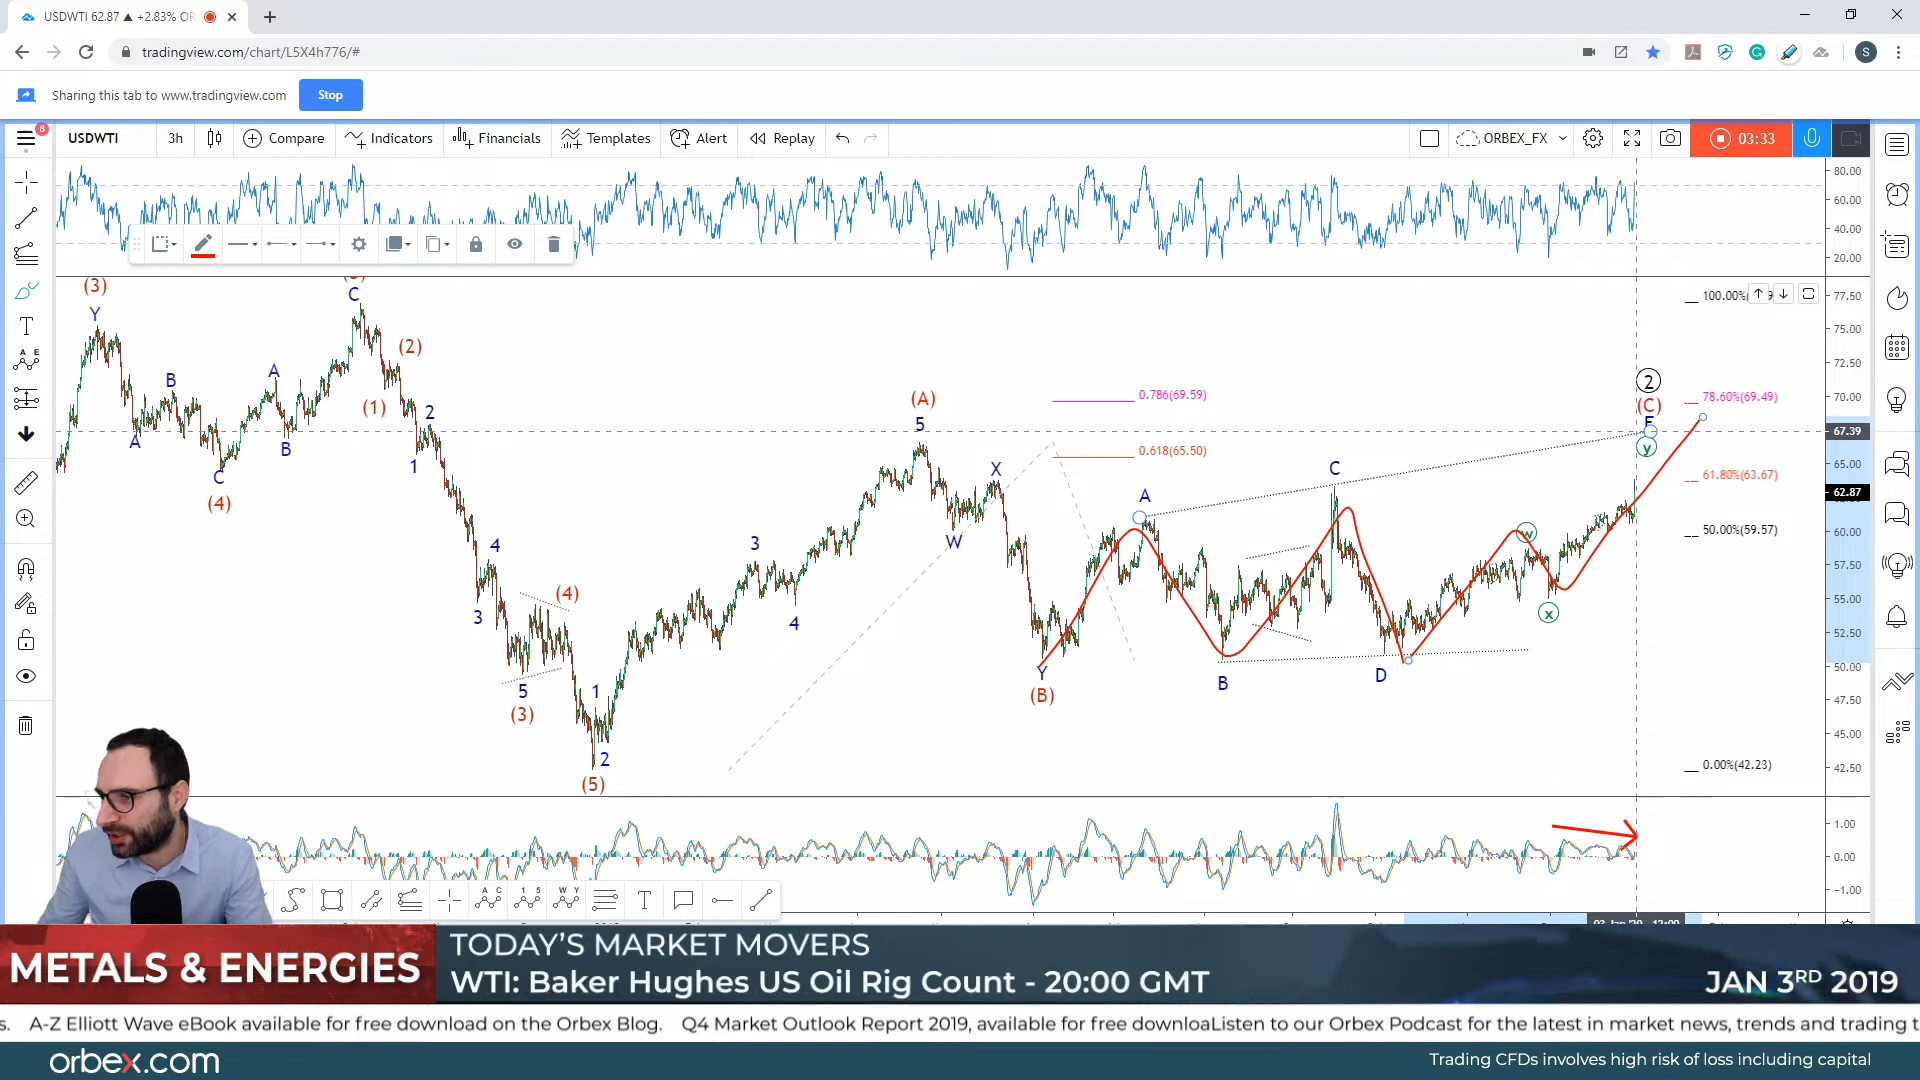 USDWTI 62.87 ▲ +2.83% OR
tradingview.com/chart/L5X4h776/#
S
Sharing this tab to www.tradingview.com
Stop
8
USDWTI
3h
Compare
Indicators
Financials
Templates
Alert
Replay
ORBEX_FX
03:33
80.00
60.00
40.00
20.00
(3)
Y
C
A
B
C
(4)
A
B
(1)
(2)
1
2
3
4
5
(3)
(4)
(5)
1
2
3
4
5
(A)
W
X
Y
(B)
A
B
C
D
w
x
2
(C)
E
y
0.786(69.59)
0.618(65.50)
100.00%(
78.60%(69.49)
61.80%(63.67)
50.00%(59.57)
0.00%(42.23)
77.50
75.00
72.50
70.00
67.39
65.00
62.87
60.00
57.50
55.00
52.50
50.00
47.50
45.00
42.50
1.00
0.00
-1.00
METALS & ENERGIES
TODAY'S MARKET MOVERS
WTI: Baker Hughes US Oil Rig Count - 20:00 GMT
JAN 3RD 2019
s. A-Z Elliott Wave eBook available for free download on the Orbex Blog. Q4 Market Outlook Report 2019, available for free downloaListen to our Orbex Podcast for the latest in market news, trends and trading t
orbex.com
Trading CFDs involves high risk of loss including capital